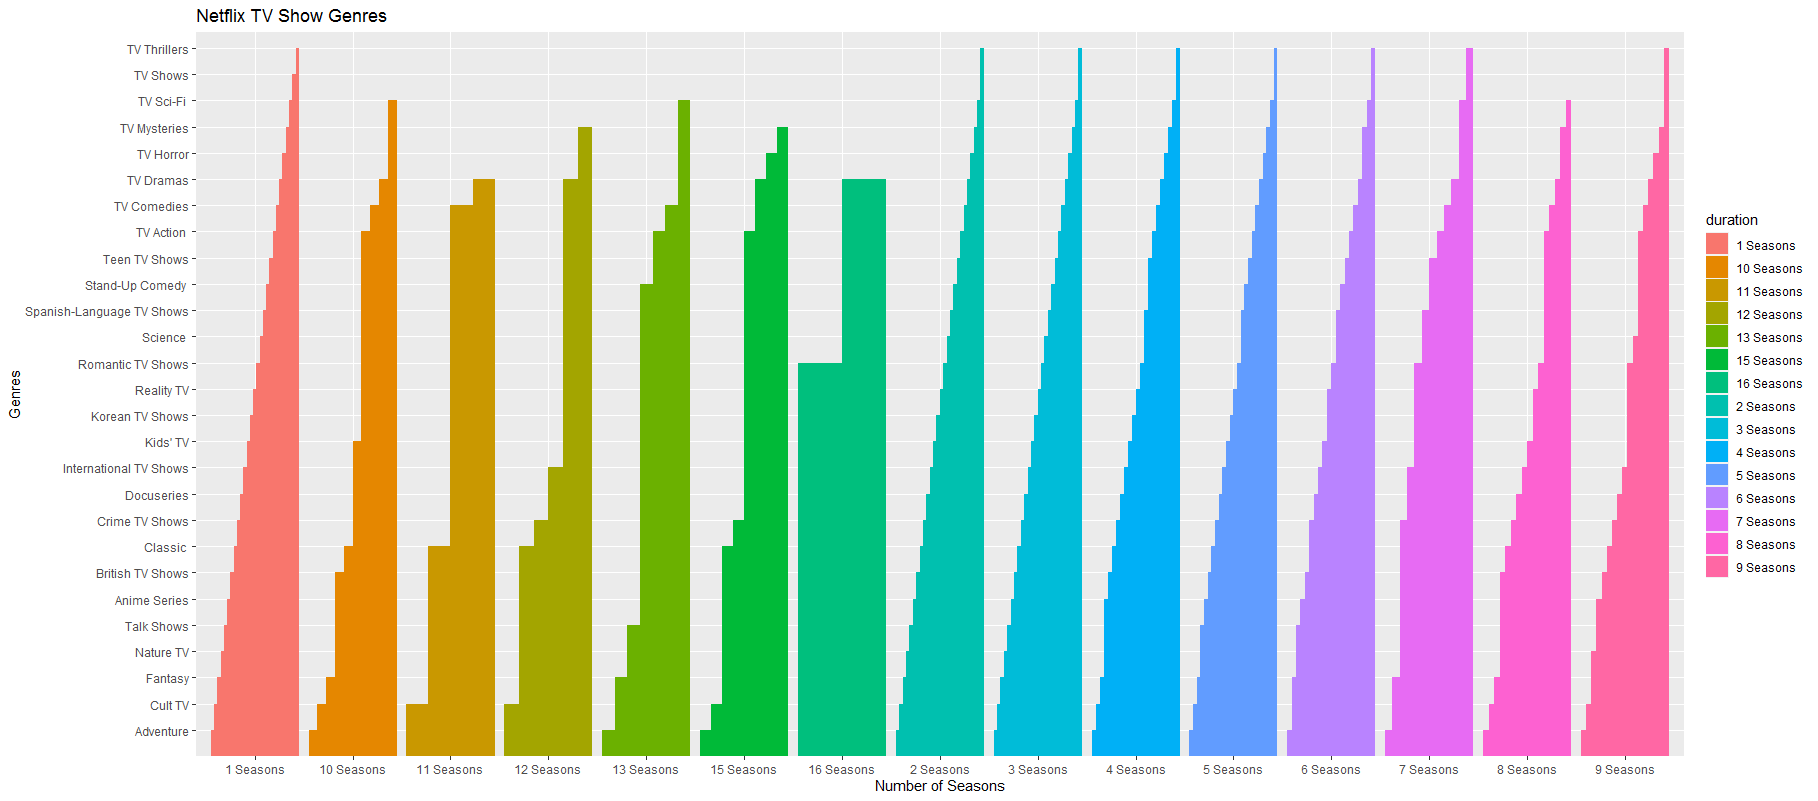 Netflix TV Show Genres
Genres
TV Thrillers
TV Shows
TV Sci-Fi
TV Mysteries
TV Horror
TV Dramas
TV Comedies
TV Action
Teen TV Shows
Stand-Up Comedy
Spanish-Language TV Shows
Science
Romantic TV Shows
Reality TV
Korean TV Shows
Kids' TV
International TV Shows
Docuseries
Crime TV Shows
Classic
British TV Shows
Anime Series
Talk Shows
Nature TV
Fantasy
Cult TV
Adventure
1 Seasons 10 Seasons 11 Seasons 12 Seasons 13 Seasons 15 Seasons 16 Seasons 2 Seasons 3 Seasons 4 Seasons 5 Seasons 6 Seasons 7 Seasons 8 Seasons 9 Seasons
Number of Seasons
duration
1 Seasons
10 Seasons
11 Seasons
12 Seasons
13 Seasons
15 Seasons
16 Seasons
2 Seasons
3 Seasons
4 Seasons
5 Seasons
6 Seasons
7 Seasons
8 Seasons
9 Seasons